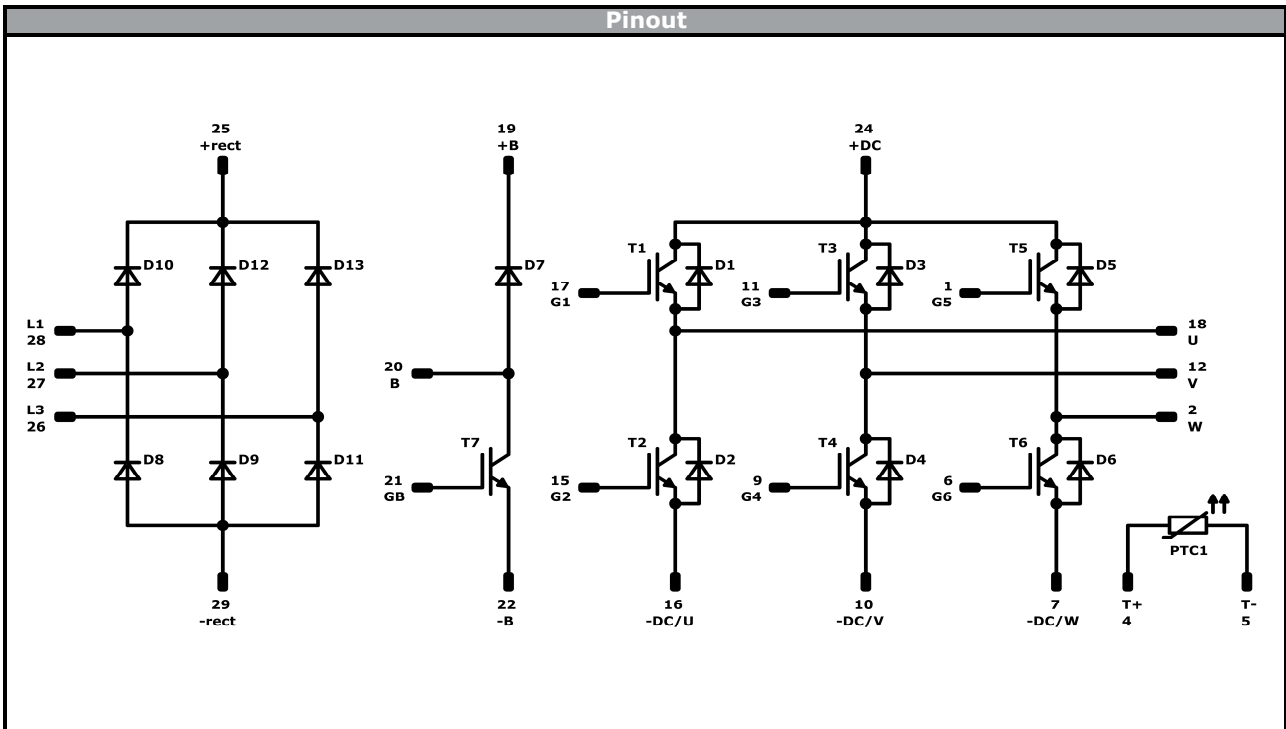 Pinout
25
+rect
19
+B
24
+DC
D10
D12
D13
D7
T1
D1
T3
D3
T5
D5
17
G1
11
G3
1
G5
L1
28
18
U
L2
27
20
B
12
V
L3
26
2
W
D8
D9
D11
T7
T2
D2
T4
D4
T6
D6
21
GB
15
G2
9
G4
6
G6
PTC1
29
-rect
22
-B
16
-DC/U
10
-DC/V
7
-DC/W
T+
4
T-
5